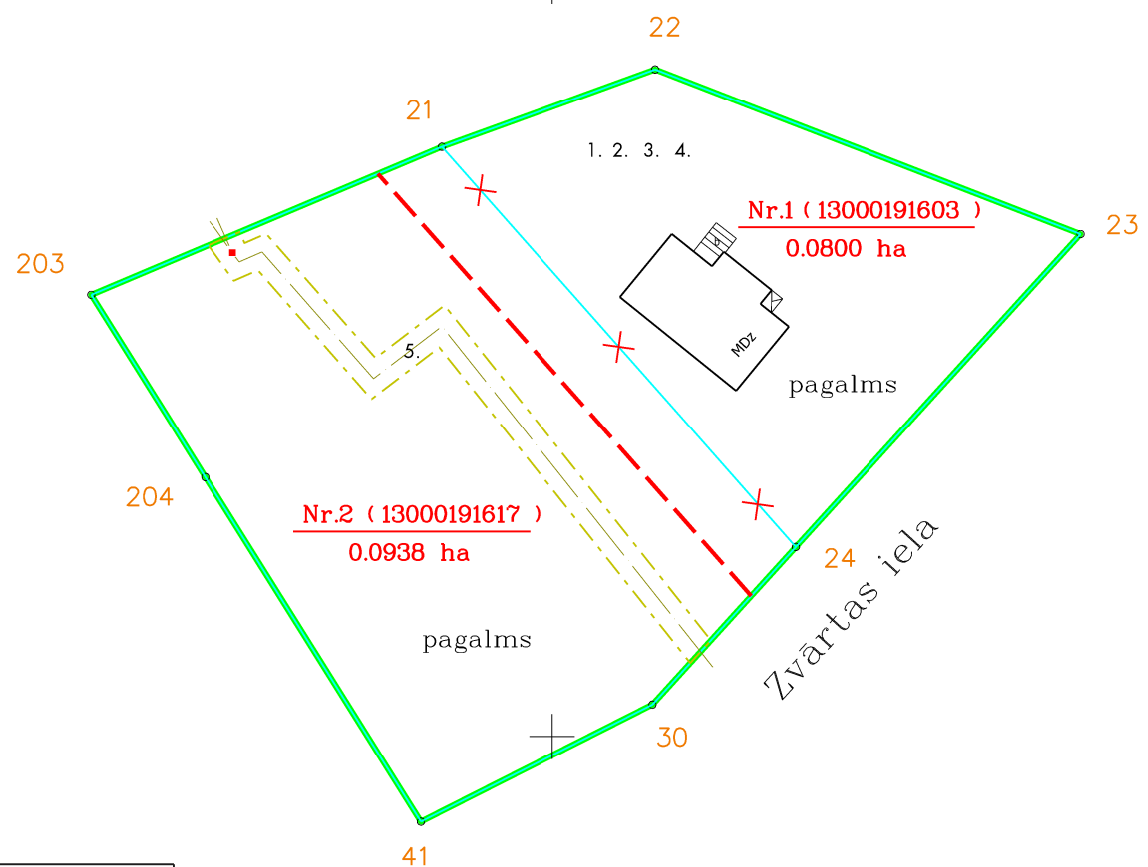 22
21
1. 2. 3. 4.
Nr.1 ( 13000191603 )
0.0800 ha
23
203
5.
MDz
pagalms
204
Nr.2 ( 13000191617 )
0.0938 ha
24
Zvārtas iela
pagalms
30
41